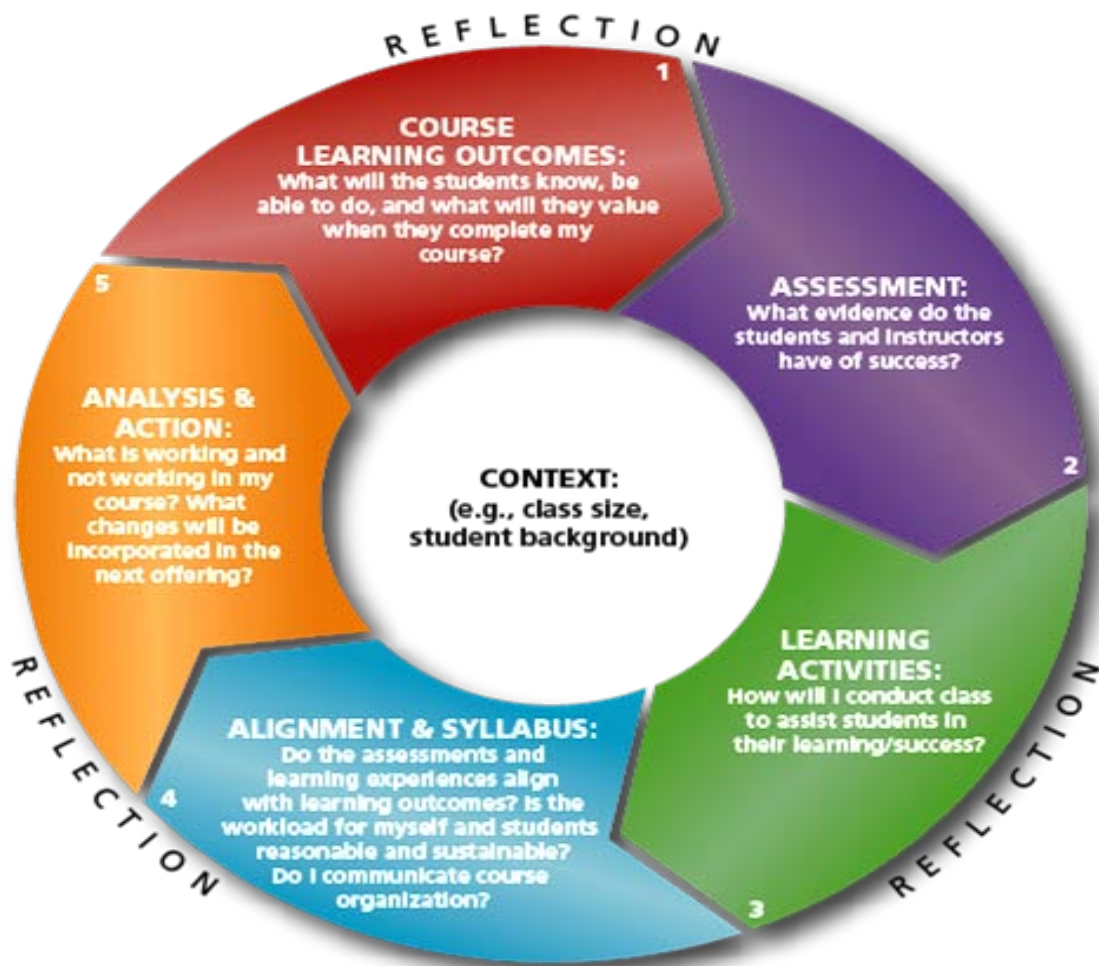 REFLECTION
1
COURSE
LEARNING OUTCOMES:
What will the students know, be
able to do, and what will they value
when they complete my
course?
ASSESSMENT:
What evidence do the
students and instructors
have of success?
2
LEARNING
ACTIVITIES:
How will I conduct class
to assist students in
their learning/success?
3
REFLECTION
ALIGNMENT & SYLLABUS:
Do the assessments and
learning experiences align
with learning outcomes? Is the
workload for myself and students
reasonable and sustainable?
Do I communicate course
organization?
4
REFLECTION
5
ANALYSIS &
ACTION:
What is working and
not working in my
course? What
changes will be
incorporated in the
next offering?
CONTEXT:
(e.g., class size,
student background)